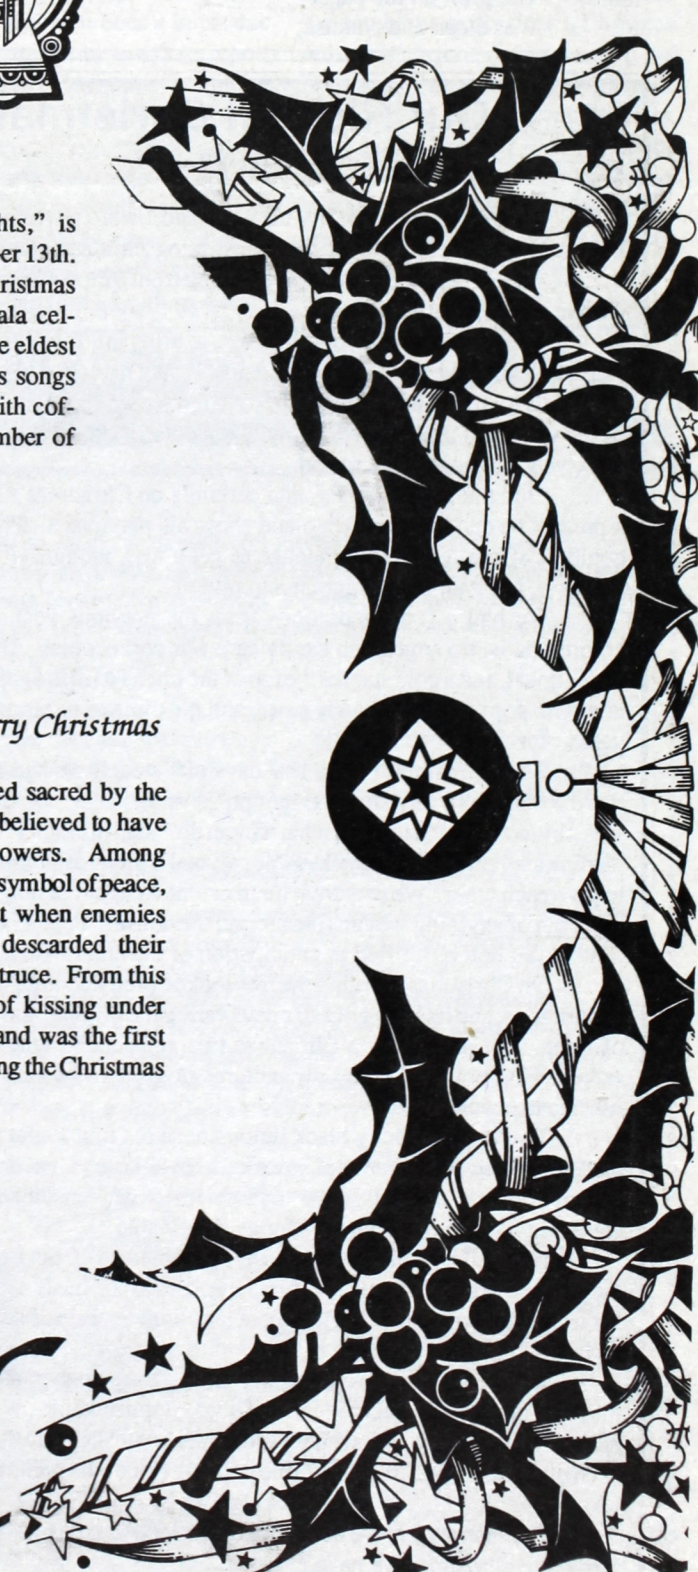 hts,” is
er 13th.
ristmas
ala cel-
e eldest
s songs
ith cof-
mber of
rry Christmas
ed sacred by the
believed to have
owers. Among
symbol of peace,
t when enemies
descarded their
truce. From this
of kissing under
and was the first
ng the Christmas